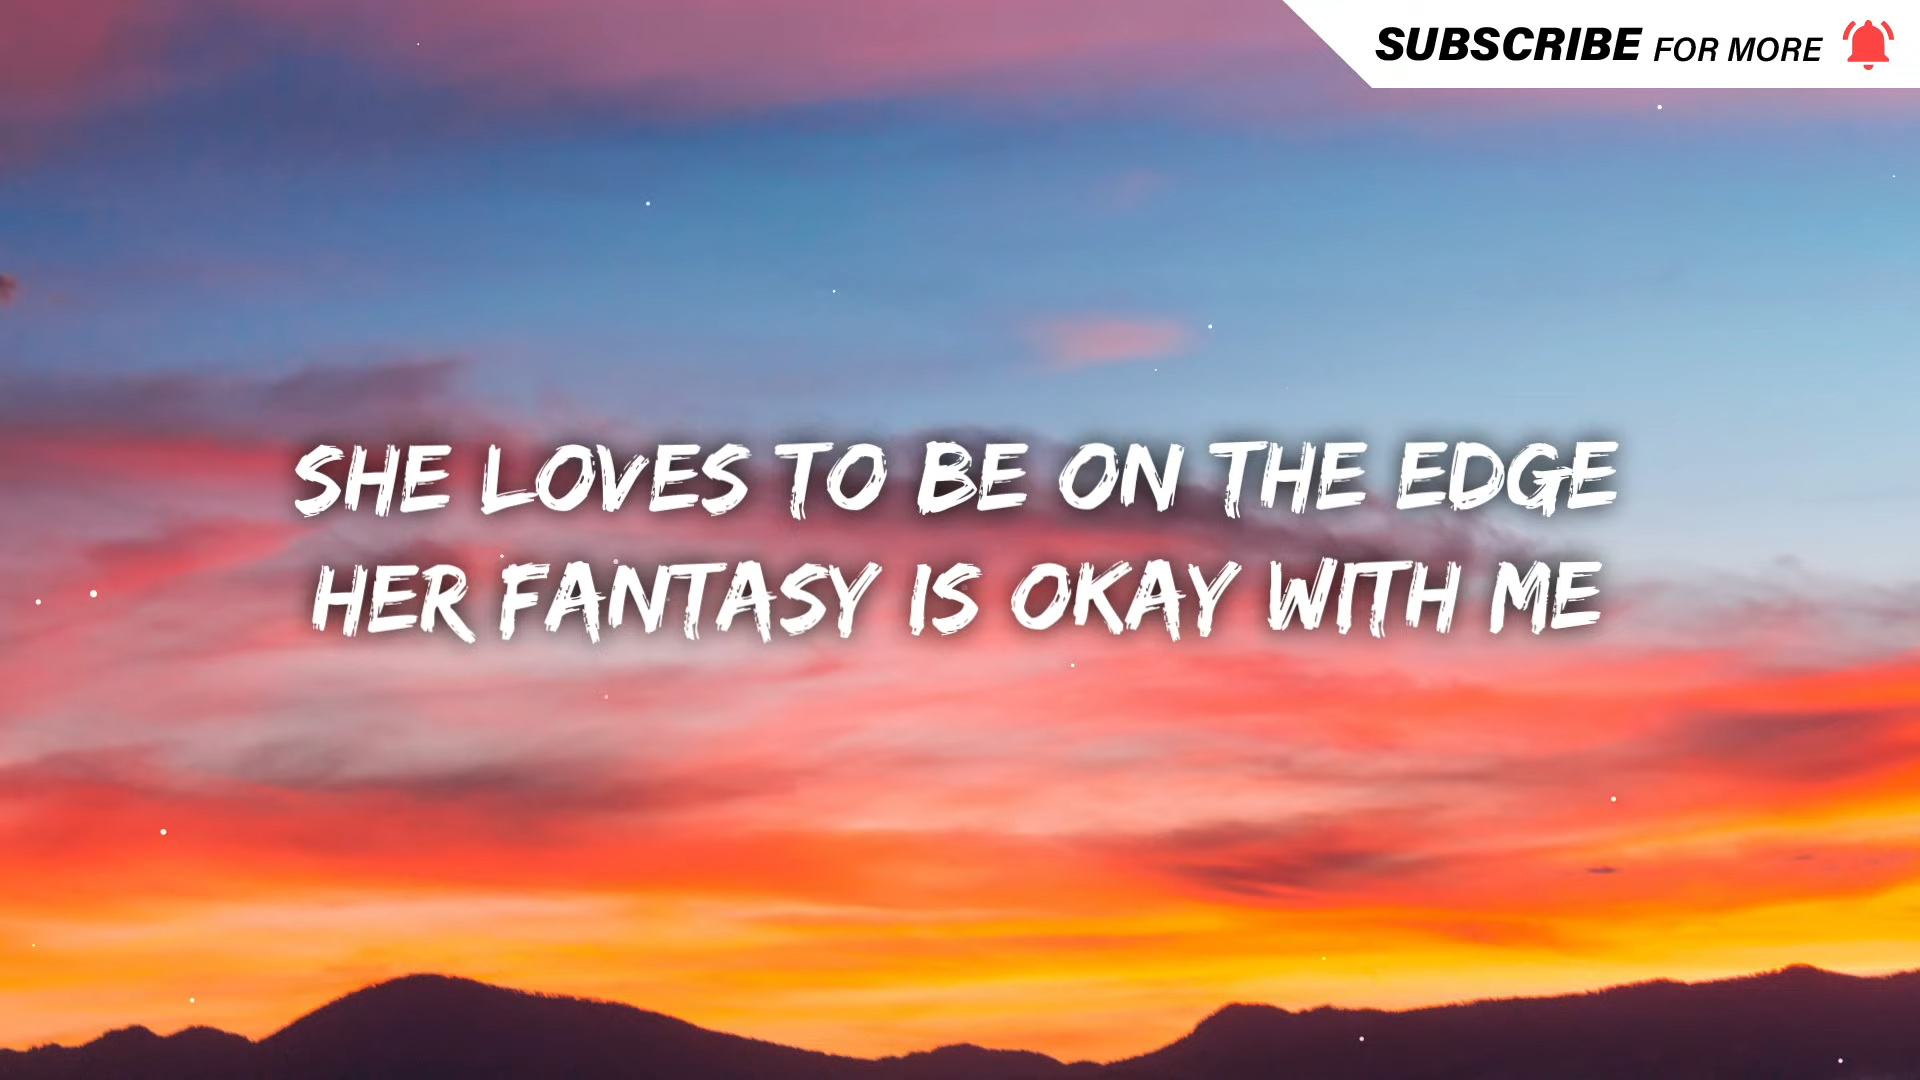 SUBSCRIBE FOR MORE
SHE LOVES TO BE ON THE EDGE
HER FANTASY IS OKAY WITH ME